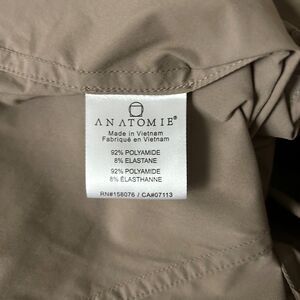 ANATOMIE®
Made in Vietnam
Fabriqué en Vietnam
92% POLYAMIDE
8% ELASTANE
92% POLYAMIDE
8% ÉLASTHANNE
RN#158076 / CA#07113